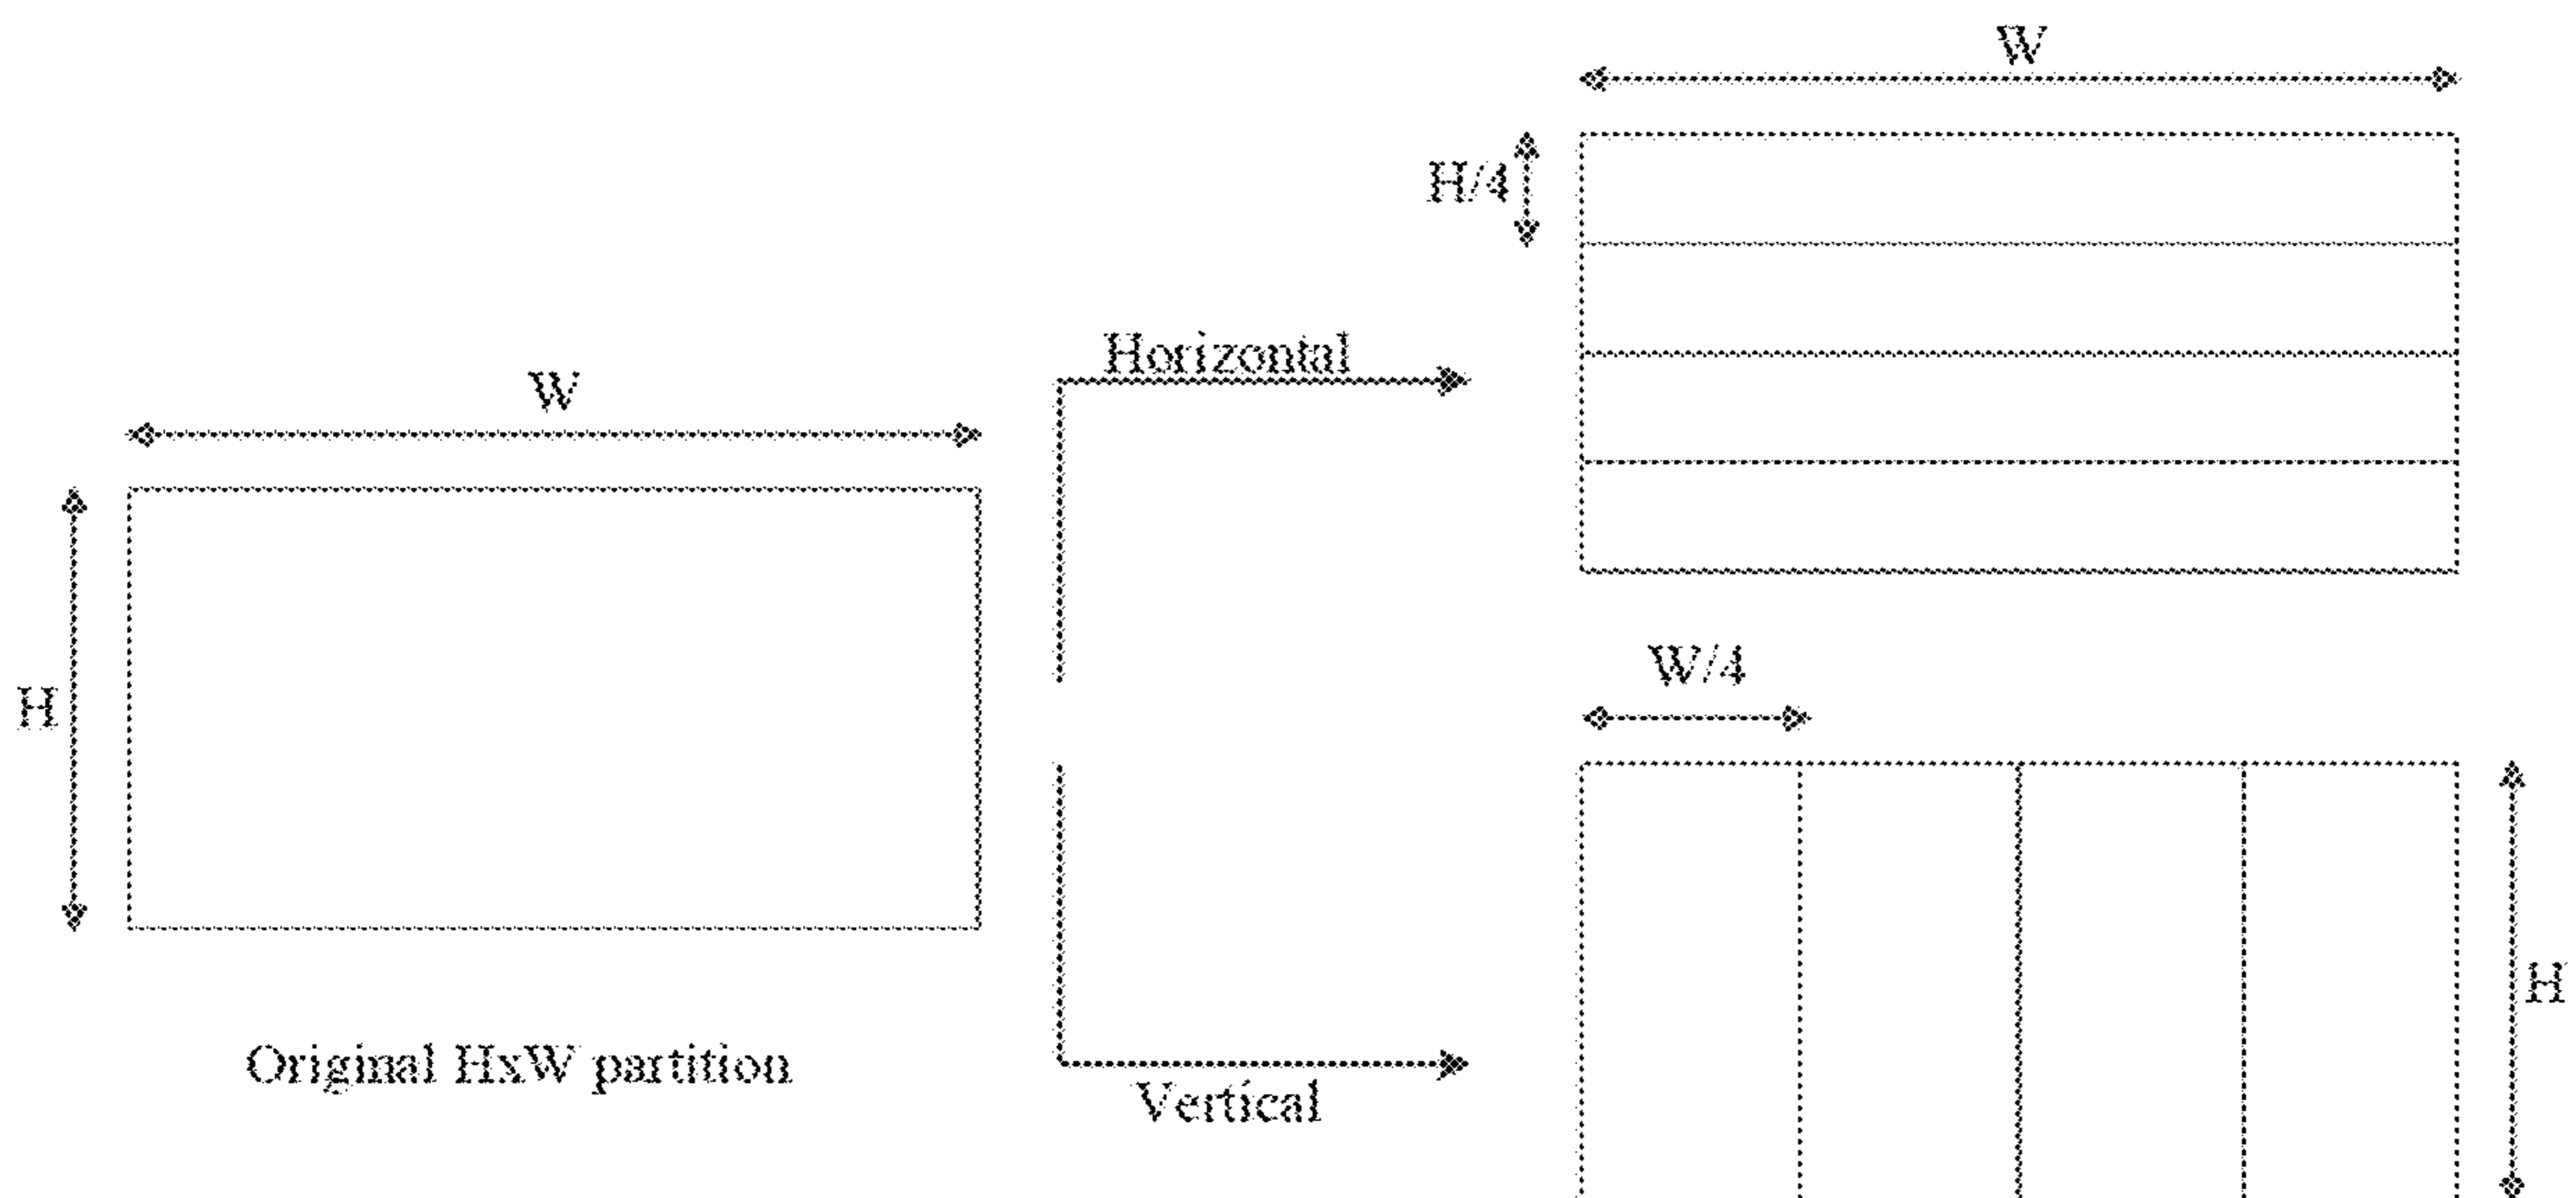 W
H/4
Horizontal
W
H
W/4
H
Original HxW partition
Vertical